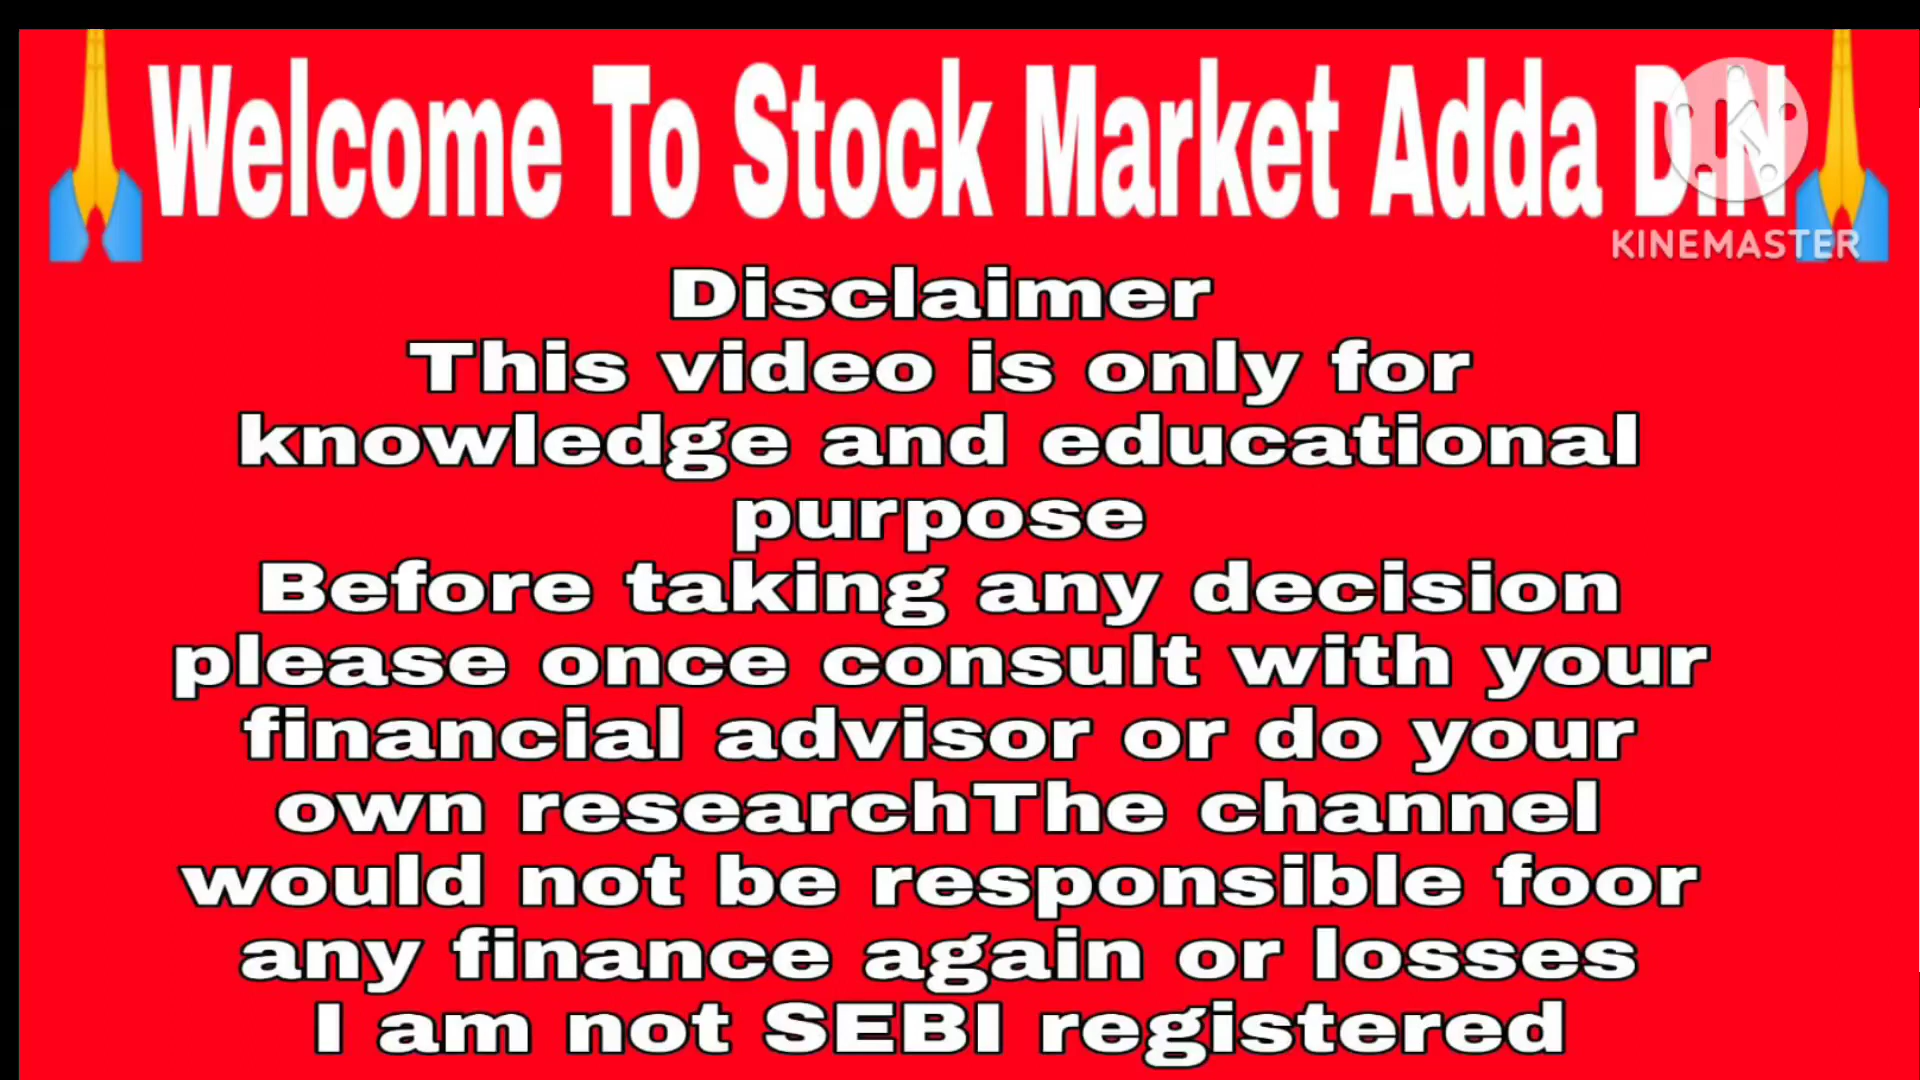 Welcome To Stock Market Adda DiN
KINEMASTER
Disclaimer
This video is only for
knowledge and educational
purpose
Before taking any decision
please once consult with your
financial advisor or do your
own researchThe channel
would not be responsible foor
any finance again or losses
I am not SEBI registered